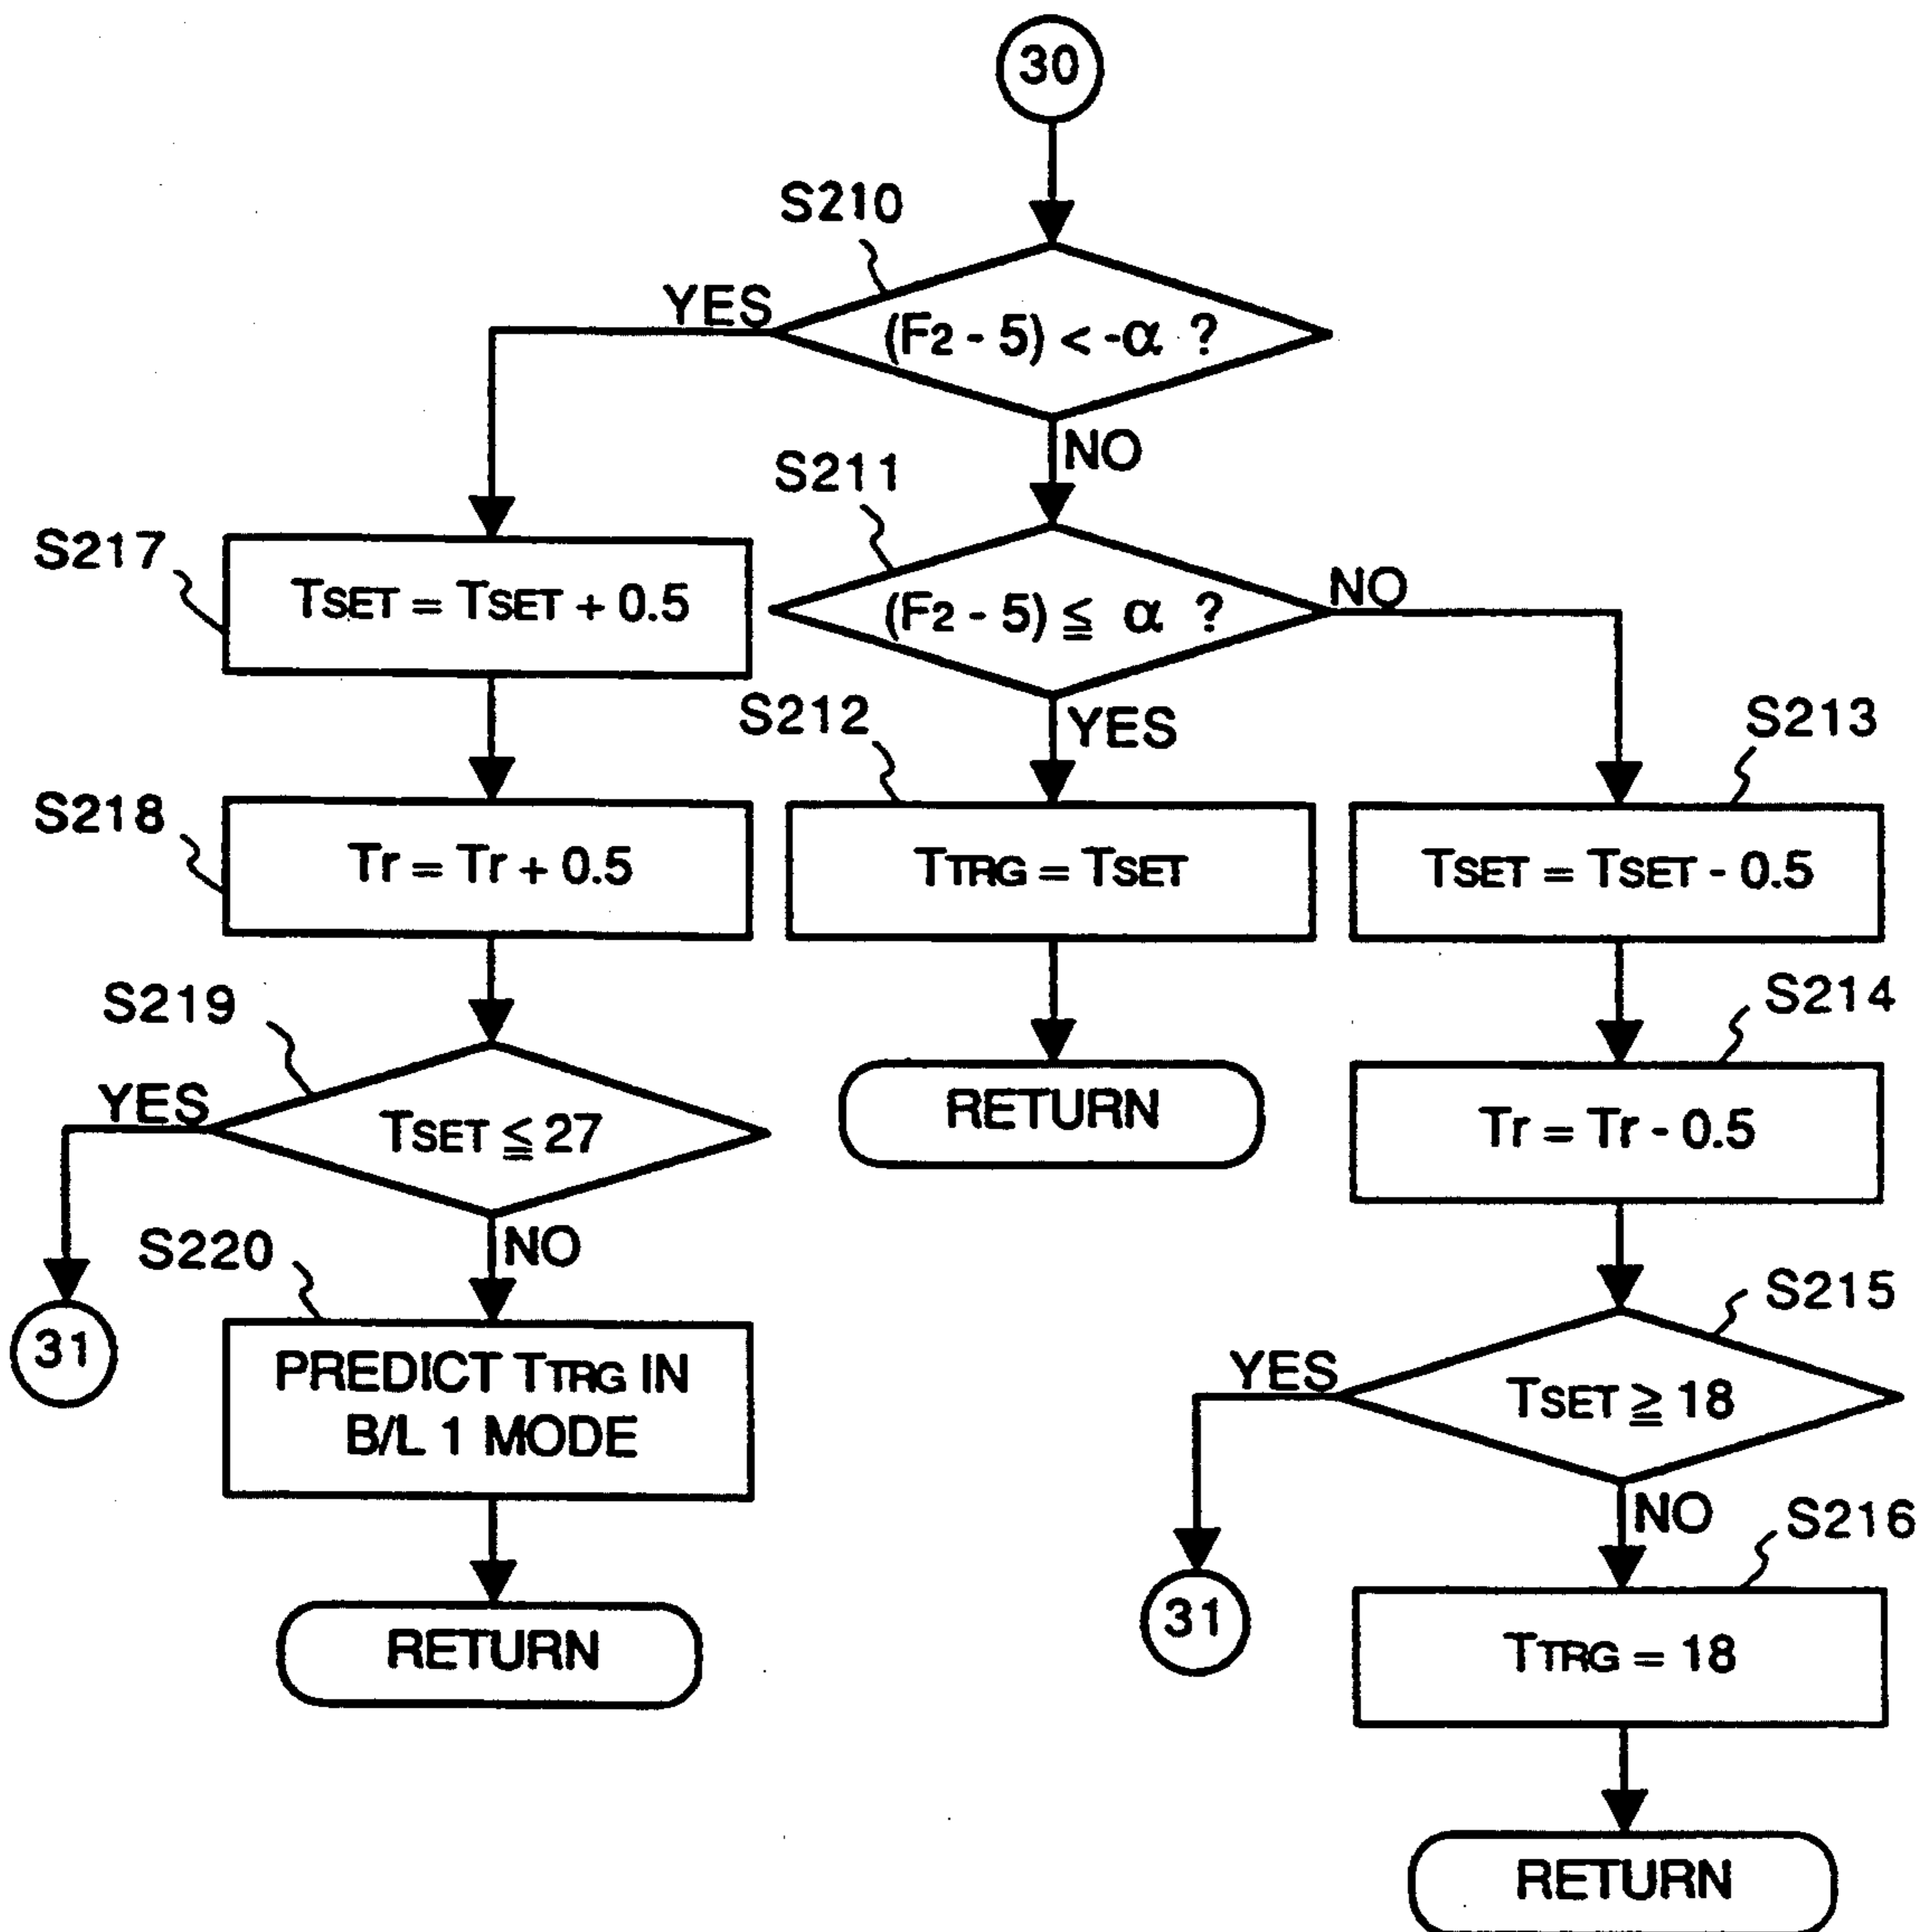 30
S210
YES
(F2 - 5) < -α ?
NO
S211
(F2 - 5) ≦ α ?
NO
S217
TSET = TSET + 0.5
S212
YES
S213
S218
Tr = Tr + 0.5
TTRG = TSET
TSET = TSET - 0.5
S219
S214
YES
TSET ≦ 27
RETURN
Tr = Tr - 0.5
S220
NO
S215
31
PREDICT TTRG IN
B/L 1 MODE
YES
TSET ≧ 18
NO
S216
31
RETURN
TTRG = 18
RETURN